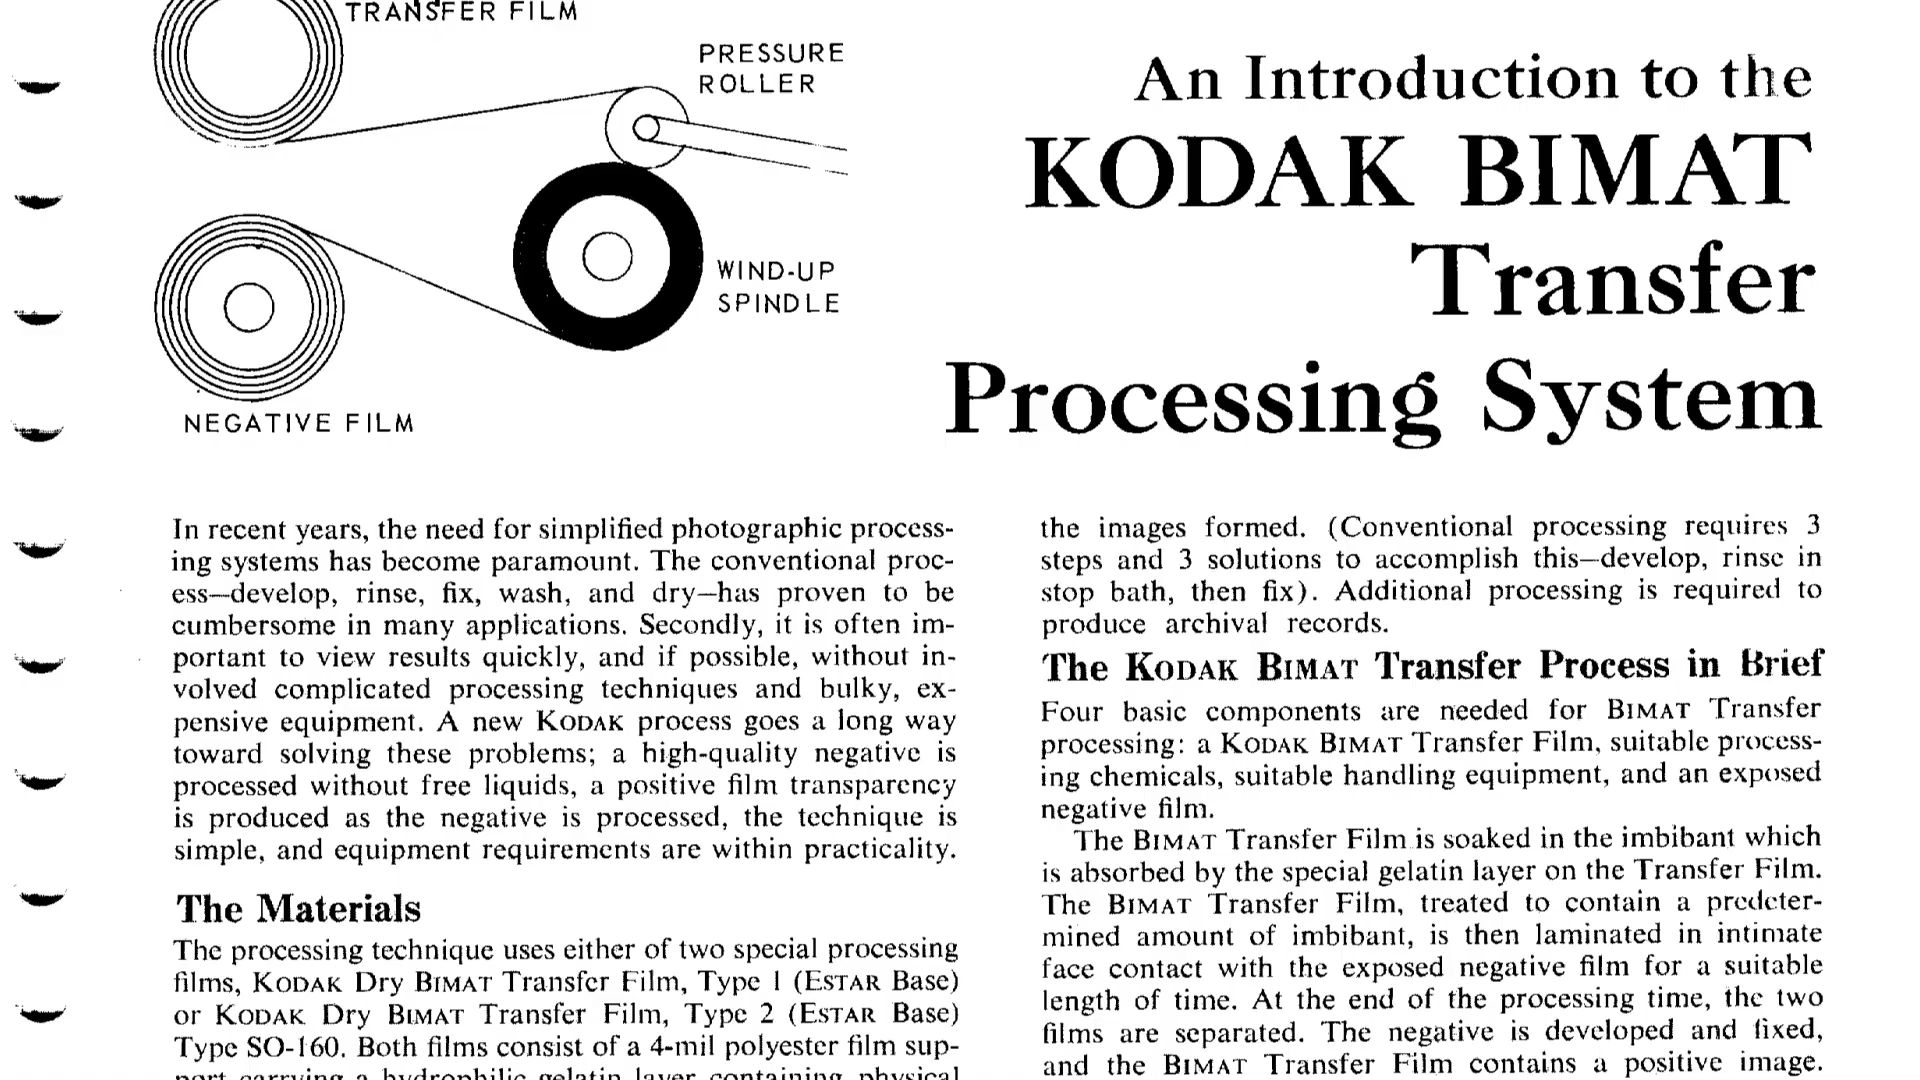 TRANSFER FILM
PRESSURE
ROLLER
WIND-UP
SPINDLE
NEGATIVE FILM
An Introduction to the
KODAK BIMAT
Transfer
Processing System
In recent years, the need for simplified photographic process-
ing systems has become paramount. The conventional proc-
ess—develop, rinse, fix, wash, and dry—has proven to be
cumbersome in many applications. Secondly, it is often im-
portant to view results quickly, and if possible, without in-
volved complicated processing techniques and bulky, ex-
pensive equipment. A new KODAK process goes a long way
toward solving these problems; a high-quality negative is
processed without free liquids, a positive film transparency
is produced as the negative is processed, the technique is
simple, and equipment requirements are within practicality.
The Materials
The processing technique uses either of two special processing
films, KODAK Dry BIMAT Transfer Film, Type 1 (ESTAR Base)
or KODAK Dry BIMAT Transfer Film, Type 2 (ESTAR Base)
Type SO-160. Both films consist of a 4-mil polyester film sup-
port carrying a hydrophilic gelatin layer containing physical
the images formed. (Conventional processing requires 3
steps and 3 solutions to accomplish this—develop, rinse in
stop bath, then fix). Additional processing is required to
produce archival records.
The KODAK BIMAT Transfer Process in Brief
Four basic components are needed for BIMAT Transfer
processing: a KODAK BIMAT Transfer Film, suitable process-
ing chemicals, suitable handling equipment, and an exposed
negative film.
The BIMAT Transfer Film is soaked in the imbibant which
is absorbed by the special gelatin layer on the Transfer Film.
The BIMAT Transfer Film, treated to contain a predeter-
mined amount of imbibant, is then laminated in intimate
face contact with the exposed negative film for a suitable
length of time. At the end of the processing time, the two
films are separated. The negative is developed and fixed,
and the BIMAT Transfer Film contains a positive image.